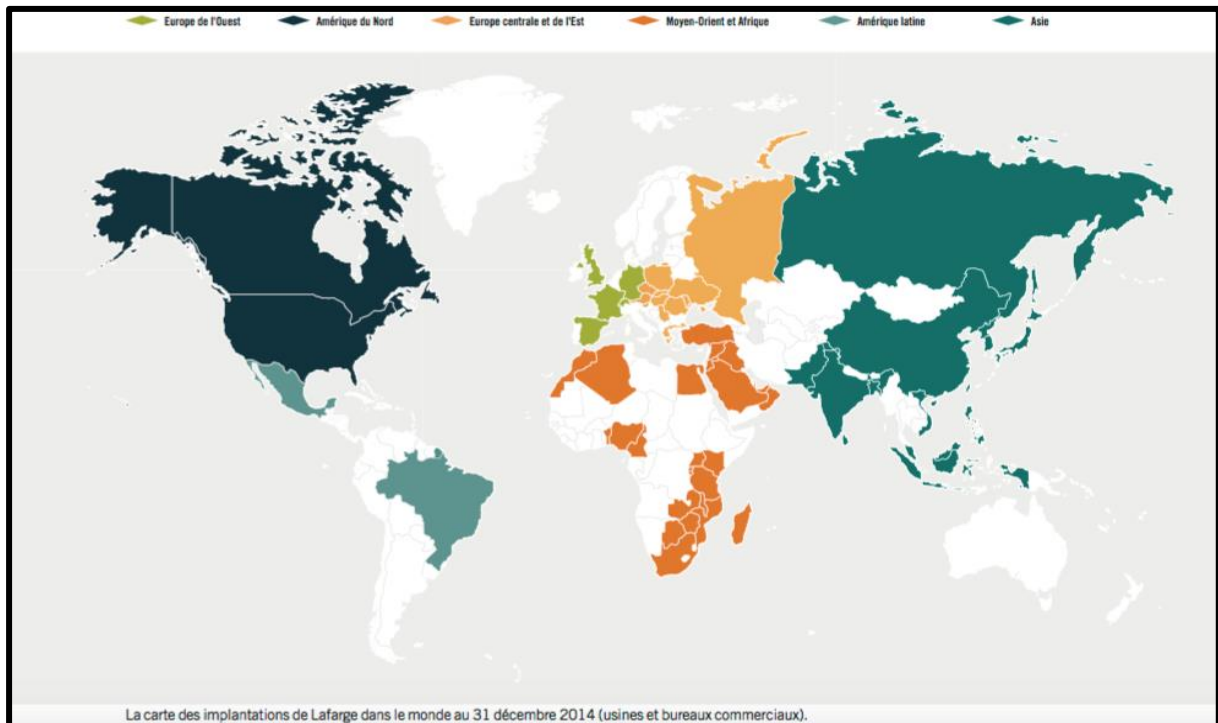 Europe de l'Ouest Amérique du Nord Europe centrale et de l'Est Moyen-Orient et Afrique Amérique latine Asie
La carte des implantations de Lafarge dans le monde au 31 décembre 2014 (usines et bureaux commerciaux).